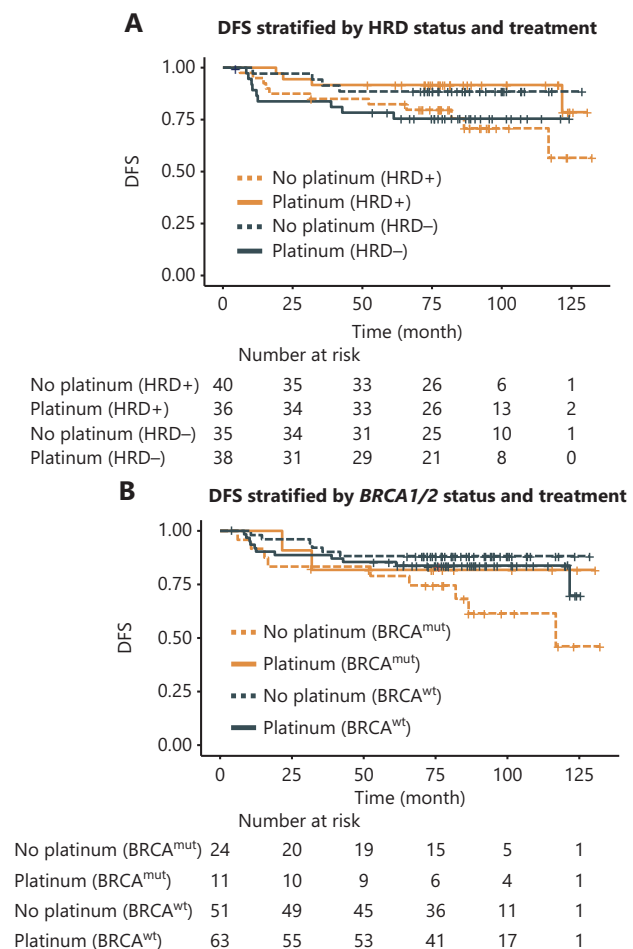 A
DFS stratified by HRD status and treatment
1.00
0.75
0.50
0.25
0.00
DFS
No platinum (HRD+)
Platinum (HRD+)
No platinum (HRD–)
Platinum (HRD–)
0 25 50 75 100 125
Time (month)
Number at risk
No platinum (HRD+) 40 35 33 26 6 1
Platinum (HRD+) 36 34 33 26 13 2
No platinum (HRD–) 35 34 31 25 10 1
Platinum (HRD–) 38 31 29 21 8 0
B
DFS stratified by BRCA1/2 status and treatment
1.00
0.75
0.50
0.25
0.00
DFS
No platinum (BRCAmut)
Platinum (BRCAmut)
No platinum (BRCAwt)
Platinum (BRCAwt)
0 25 50 75 100 125
Time (month)
Number at risk
No platinum (BRCAmut) 24 20 19 15 5 1
Platinum (BRCAmut) 11 10 9 6 4 1
No platinum (BRCAwt) 51 49 45 36 11 1
Platinum (BRCAwt) 63 55 53 41 17 1